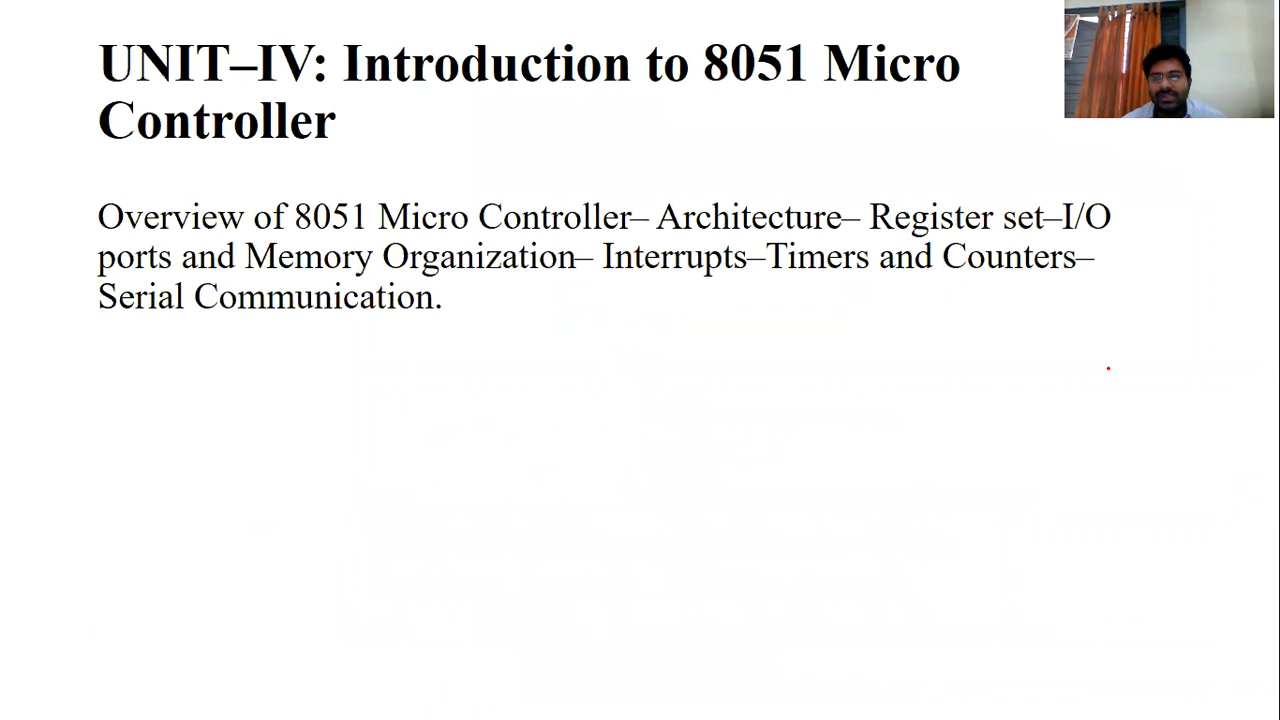 UNIT–IV: Introduction to 8051 Micro
Controller
Overview of 8051 Micro Controller– Architecture– Register set–I/O
ports and Memory Organization– Interrupts–Timers and Counters–
Serial Communication.